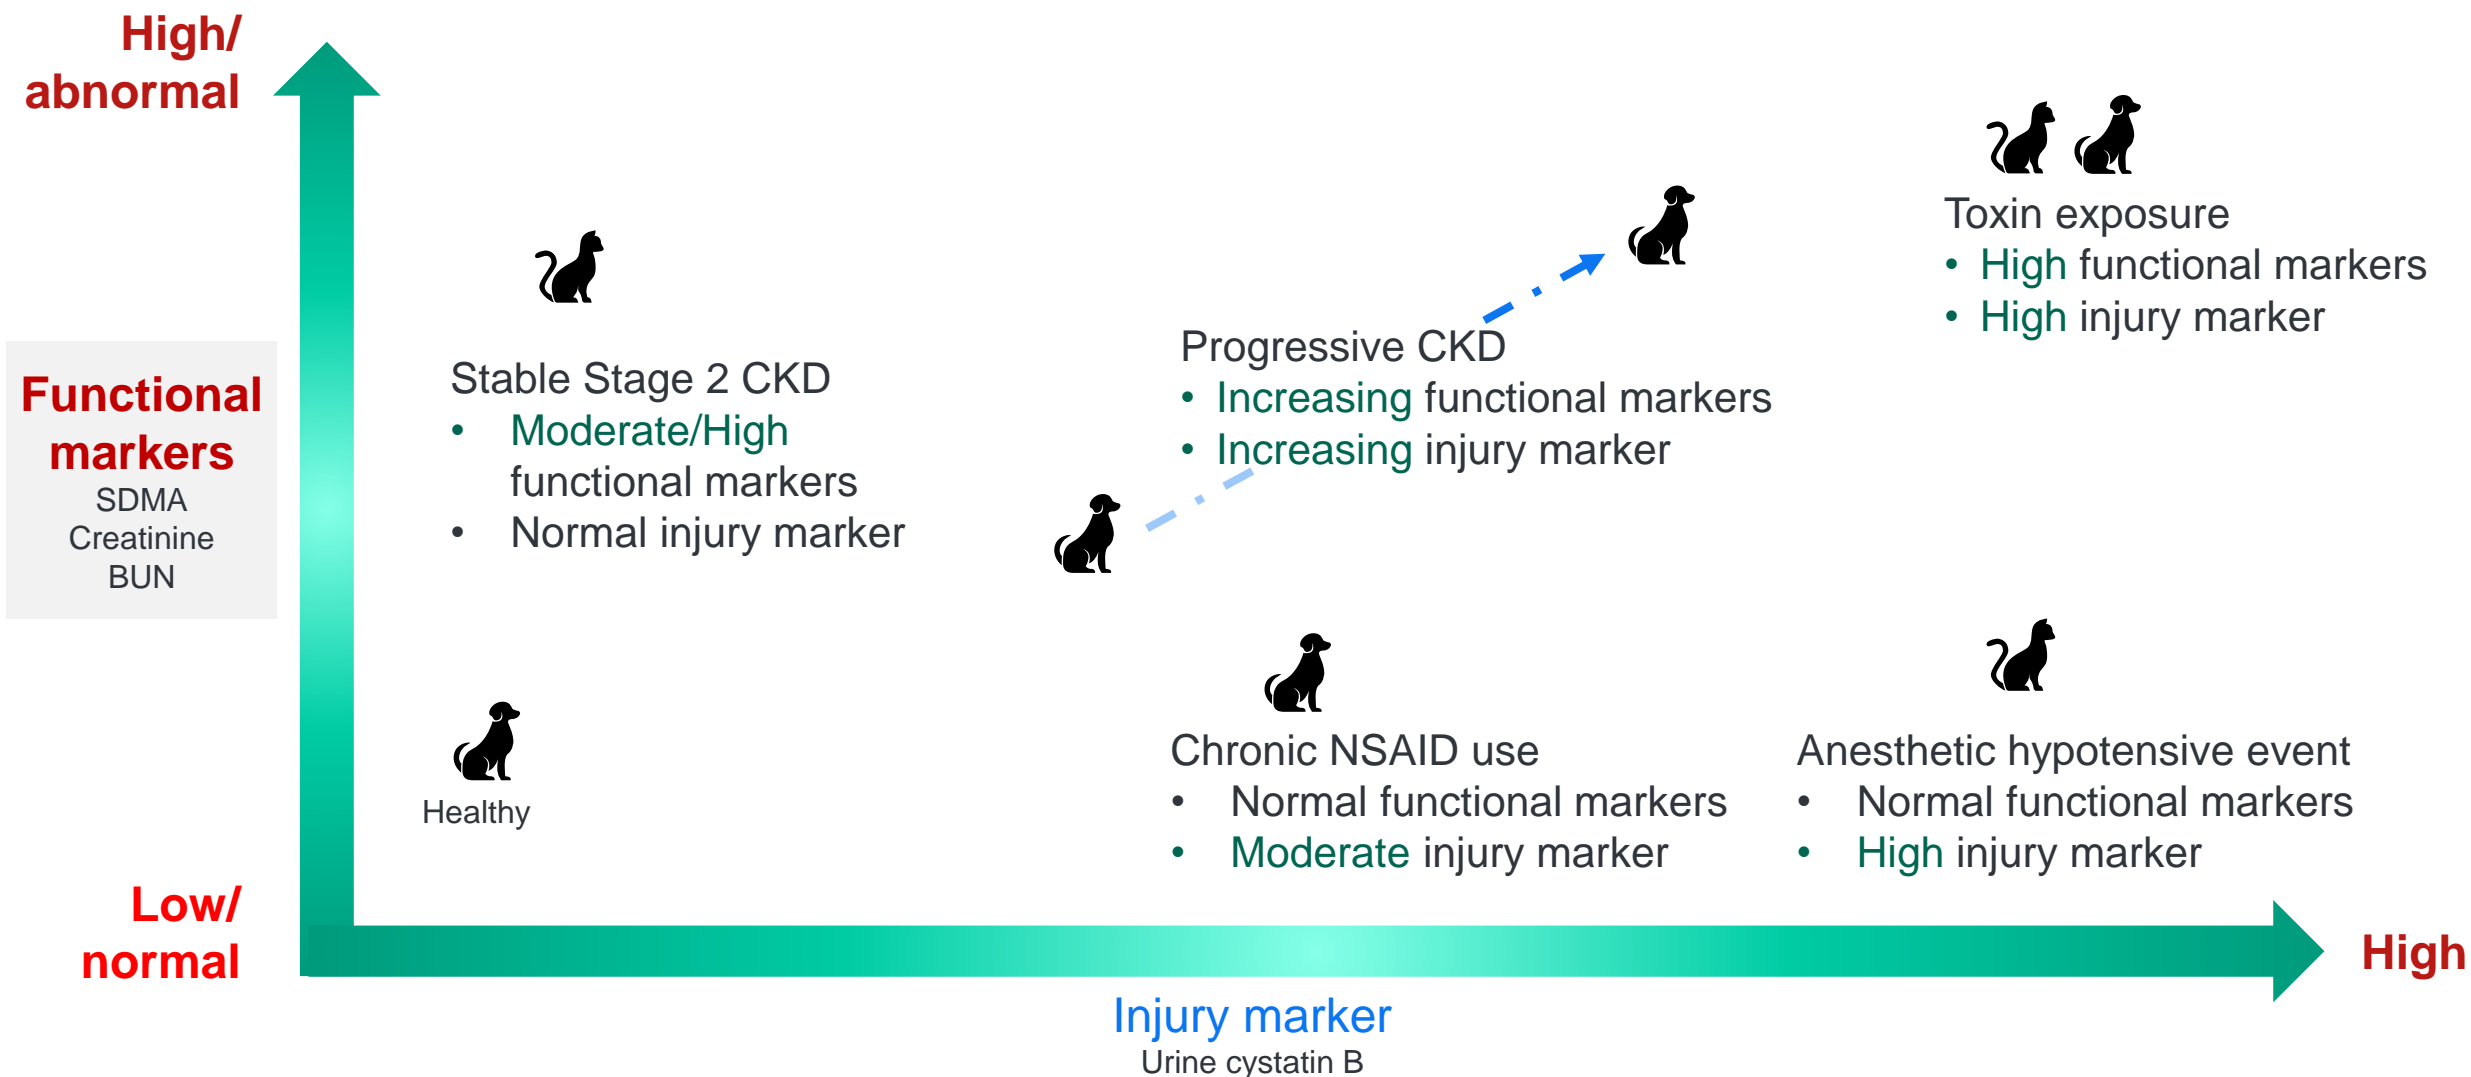 High/
abnormal
Functional
markers
SDMA
Creatinine
BUN
Low/
normal
Stable Stage 2 CKD
• Moderate/High
functional markers
• Normal injury marker
Healthy
Progressive CKD
• Increasing functional markers
• Increasing injury marker
Toxin exposure
• High functional markers
• High injury marker
Chronic NSAID use
• Normal functional markers
• Moderate injury marker
Anesthetic hypotensive event
• Normal functional markers
• High injury marker
High
Injury marker
Urine cystatin B